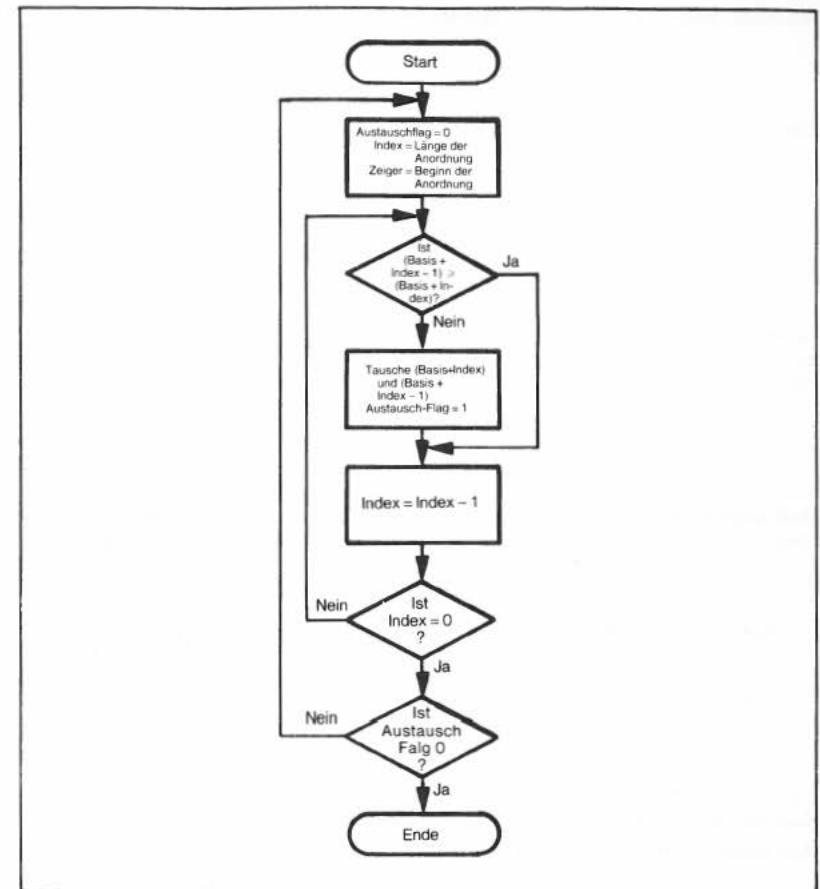 Start
Austauschflag = 0
Index = Länge der
Anordnung
Zeiger = Beginn der
Anordnung
Ist
(Basis +
Index – 1) ≥
(Basis + In-
dex)?
Ja
Nein
Tausche (Basis+Index)
und (Basis +
Index – 1)
Austausch-Flag = 1
Index = Index – 1
Nein
Ist
Index = 0
?
Ja
Nein
Ist
Austausch
Falg 0
?
Ja
Ende